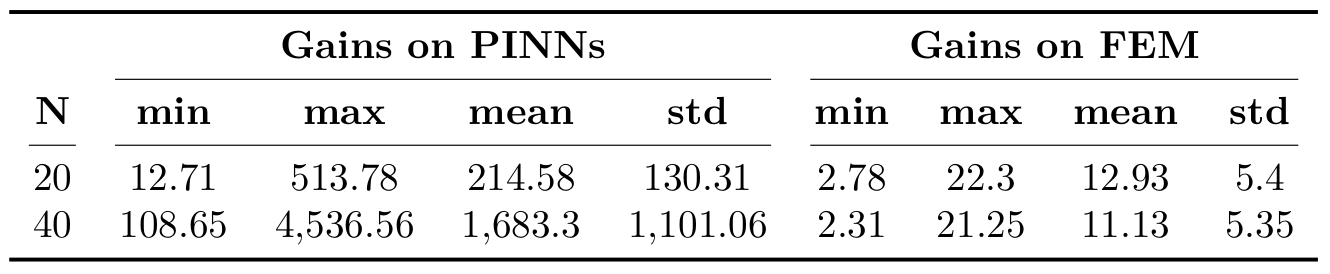 Gains on PINNs Gains on FEM
N min max mean std min max mean std
20 12.71 513.78 214.58 130.31 2.78 22.3 12.93 5.4
40 108.65 4,536.56 1,683.3 1,101.06 2.31 21.25 11.13 5.35